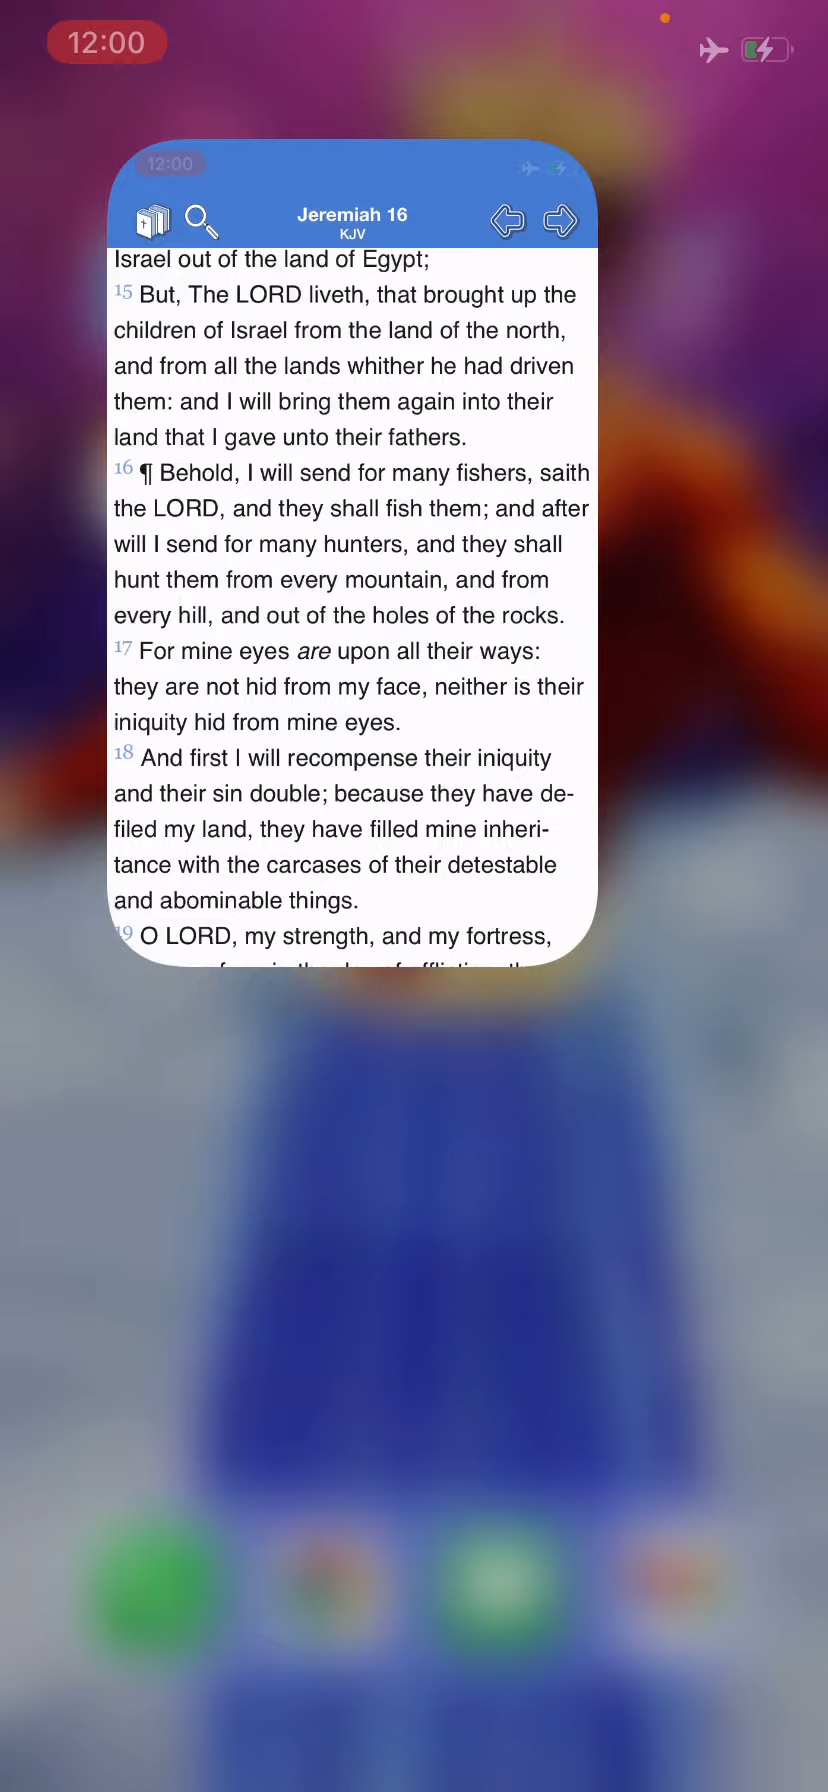 12:00
12:00
Jeremiah 16
KJV
Israel out of the land of Egypt;
15 But, The LORD liveth, that brought up the
children of Israel from the land of the north,
and from all the lands whither he had driven
them: and I will bring them again into their
land that I gave unto their fathers.
16 ¶ Behold, I will send for many fishers, saith
the LORD, and they shall fish them; and after
will I send for many hunters, and they shall
hunt them from every mountain, and from
every hill, and out of the holes of the rocks.
17 For mine eyes are upon all their ways:
they are not hid from my face, neither is their
iniquity hid from mine eyes.
18 And first I will recompense their iniquity
and their sin double; because they have de-
filed my land, they have filled mine inheri-
tance with the carcases of their detestable
and abominable things.
19 O LORD, my strength, and my fortress,